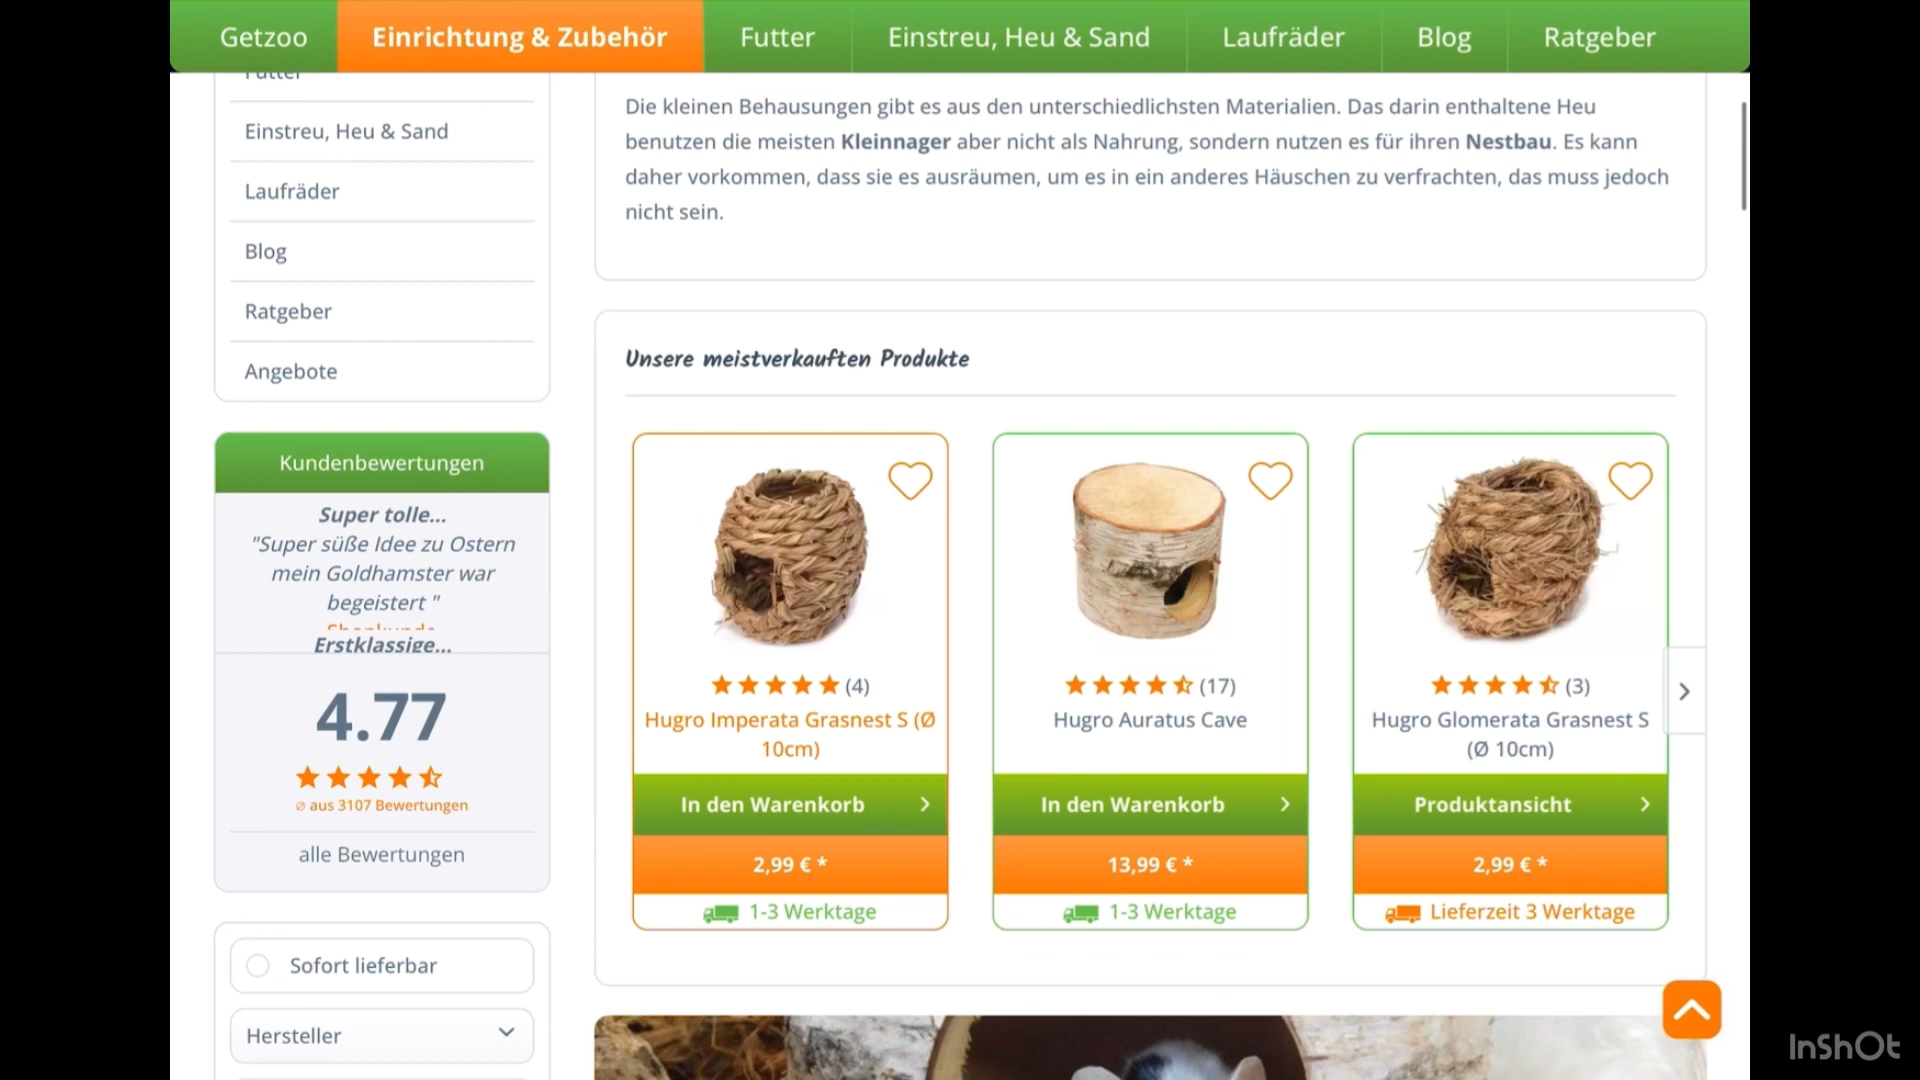 Getzoo
Einrichtung & Zubehör
Futter
Einstreu, Heu & Sand
Laufräder
Blog
Ratgeber
Futter
Einstreu, Heu & Sand
Laufräder
Blog
Ratgeber
Angebote
Kundenbewertungen
Super tolle...
"Super süße Idee zu Ostern
mein Goldhamster war
begeistert "
Shopkunde
Erstklassige...
4.77
∅ aus 3107 Bewertungen
alle Bewertungen
Sofort lieferbar
Hersteller
Die kleinen Behausungen gibt es aus den unterschiedlichsten Materialien. Das darin enthaltene Heu
benutzen die meisten Kleinnager aber nicht als Nahrung, sondern nutzen es für ihren Nestbau. Es kann
daher vorkommen, dass sie es ausräumen, um es in ein anderes Häuschen zu verfrachten, das muss jedoch
nicht sein.
Unsere meistverkauften Produkte
(4)
Hugro Imperata Grasnest S (Ø
10cm)
In den Warenkorb
2,99 € *
1-3 Werktage
(17)
Hugro Auratus Cave
In den Warenkorb
13,99 € *
1-3 Werktage
(3)
Hugro Glomerata Grasnest S
(Ø 10cm)
Produktansicht
2,99 € *
Lieferzeit 3 Werktage
InShOt